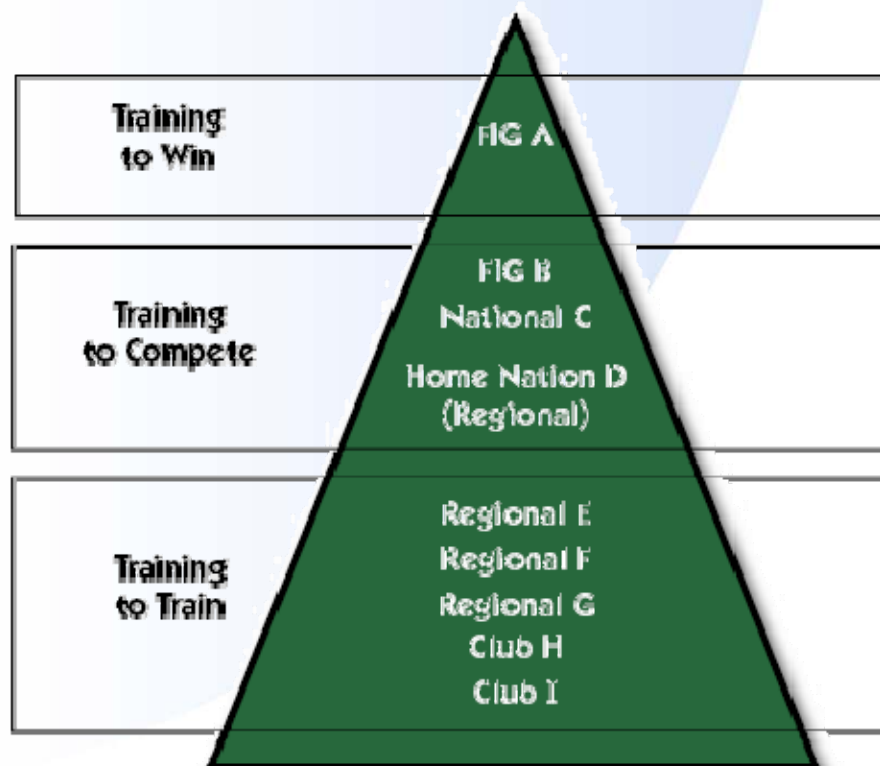 Training
to Win
FIG A
Training
to Compete
FIG B
National C
Home Nation D
(Regional)
Training
to Train
Regional E
Regional F
Regional G
Club H
Club I